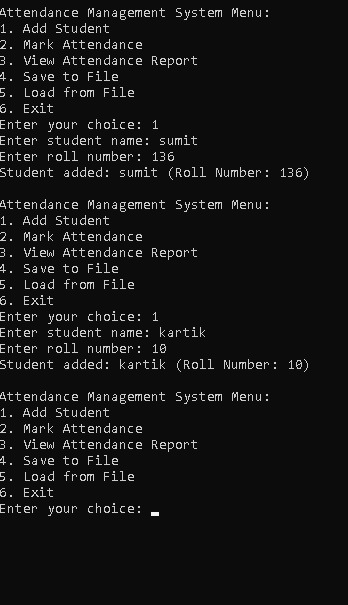 Attendance Management System Menu:
1. Add Student
2. Mark Attendance
3. View Attendance Report
4. Save to File
5. Load from File
6. Exit
Enter your choice: 1
Enter student name: sumit
Enter roll number: 136
Student added: sumit (Roll Number: 136)
Attendance Management System Menu:
1. Add Student
2. Mark Attendance
3. View Attendance Report
4. Save to File
5. Load from File
6. Exit
Enter your choice: 1
Enter student name: kartik
Enter roll number: 10
Student added: kartik (Roll Number: 10)
Attendance Management System Menu:
1. Add Student
2. Mark Attendance
3. View Attendance Report
4. Save to File
5. Load from File
6. Exit
Enter your choice: